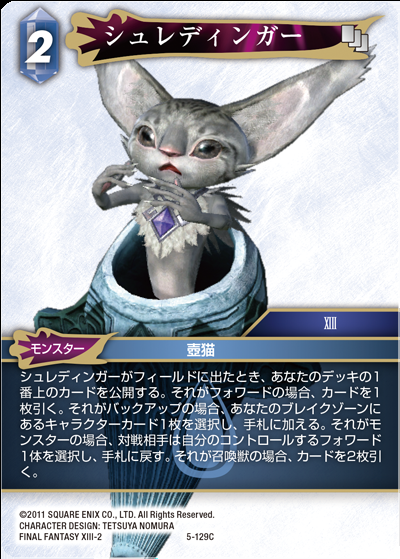 2
シュレディンガー
XIII
モンスター
壺猫
シュレディンガーがフィールドに出たとき、あなたのデッキの1
番上のカードを公開する。それがフォワードの場合、カードを1
枚引く。それがバックアップの場合、あなたのブレイクゾーンに
あるキャラクターカード1枚を選択し、手札に加える。それがモ
ンスターの場合、対戦相手は自分のコントロールするフォワード
1体を選択し、手札に戻す。それが召喚獣の場合、カードを2枚引
く。
©2011 SQUARE ENIX CO., LTD. All Rights Reserved.
CHARACTER DESIGN: TETSUYA NOMURA
FINAL FANTASY XIII-2 5-129C